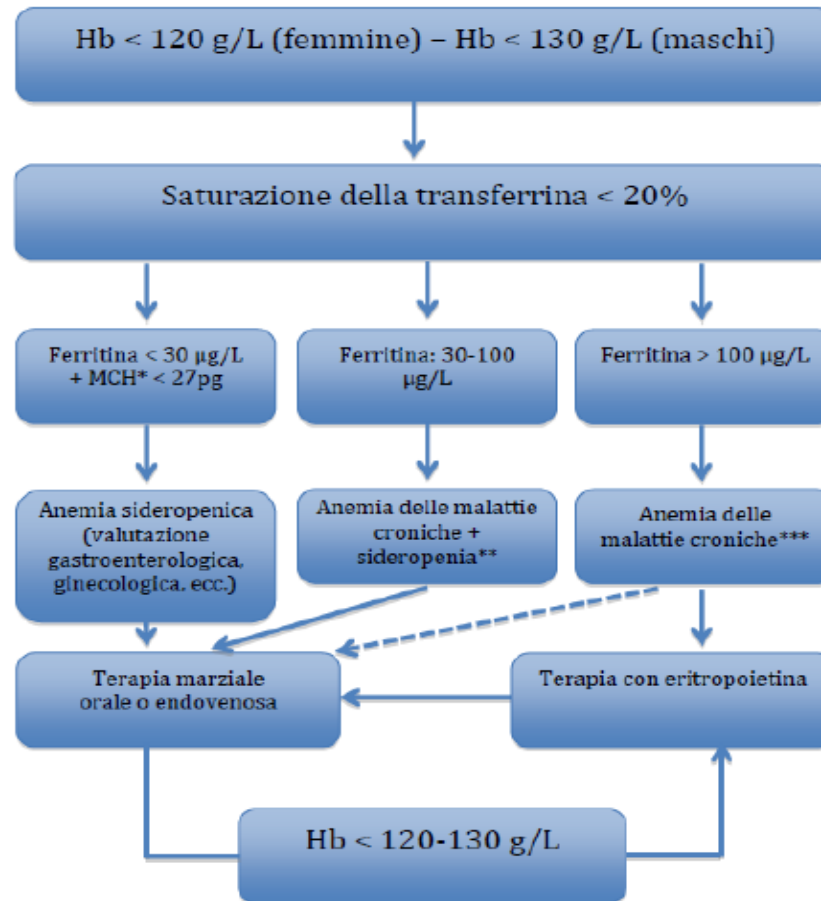 Hb < 120 g/L (femmine) – Hb < 130 g/L (maschi)
Saturazione della transferrina < 20%
Ferritina < 30 µg/L
+ MCH* < 27pg
Ferritina: 30-100
µg/L
Ferritina > 100 µg/L
Anemia sideropenica
(valutazione
gastroenterologica,
ginecologica. ecc.)
Anemia delle malattie
croniche +
sideropenia**
Anemia delle
malattie croniche***
Terapia marziale
orale o endovenosa
Terapia con eritropoietina
Hb < 120-130 g/L